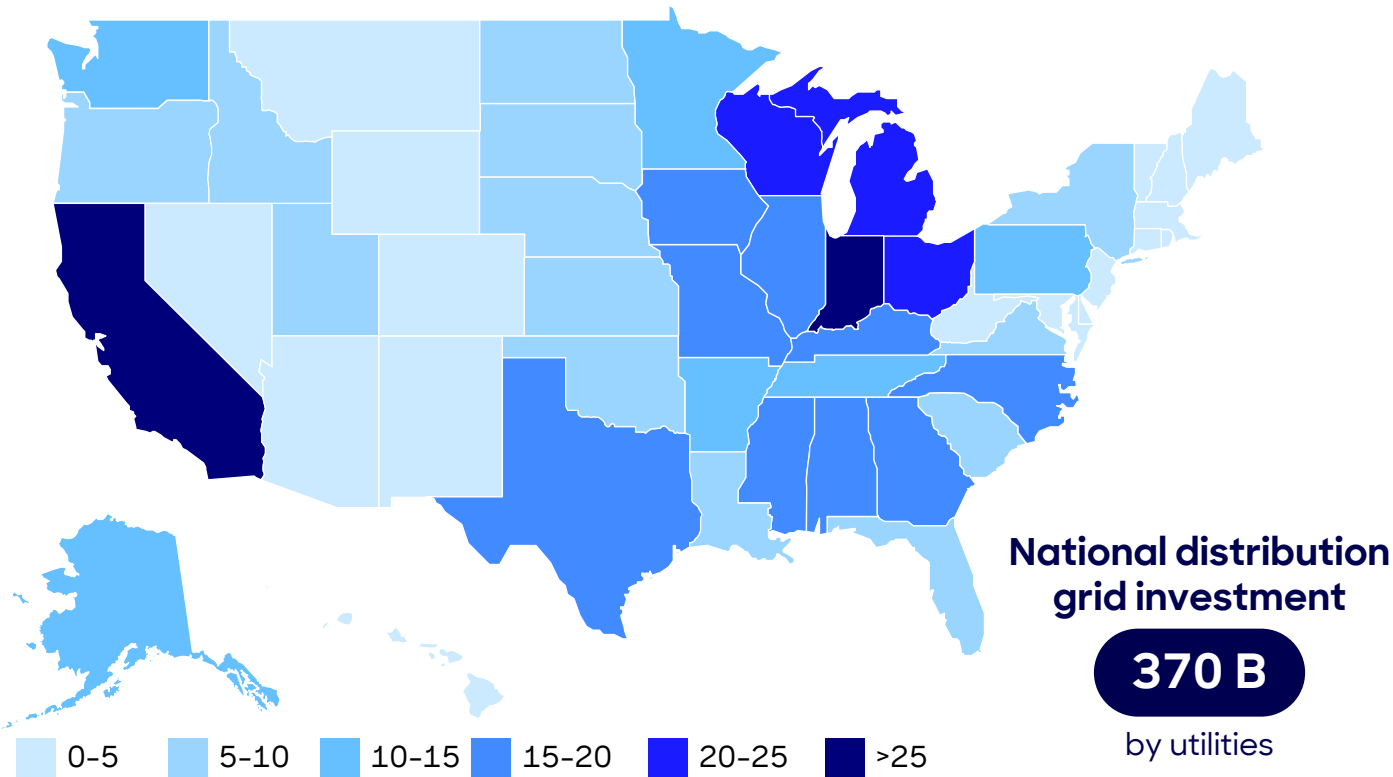 National distribution
grid investment
370 B
by utilities
0-5
5-10
10-15
15-20
20-25
>25